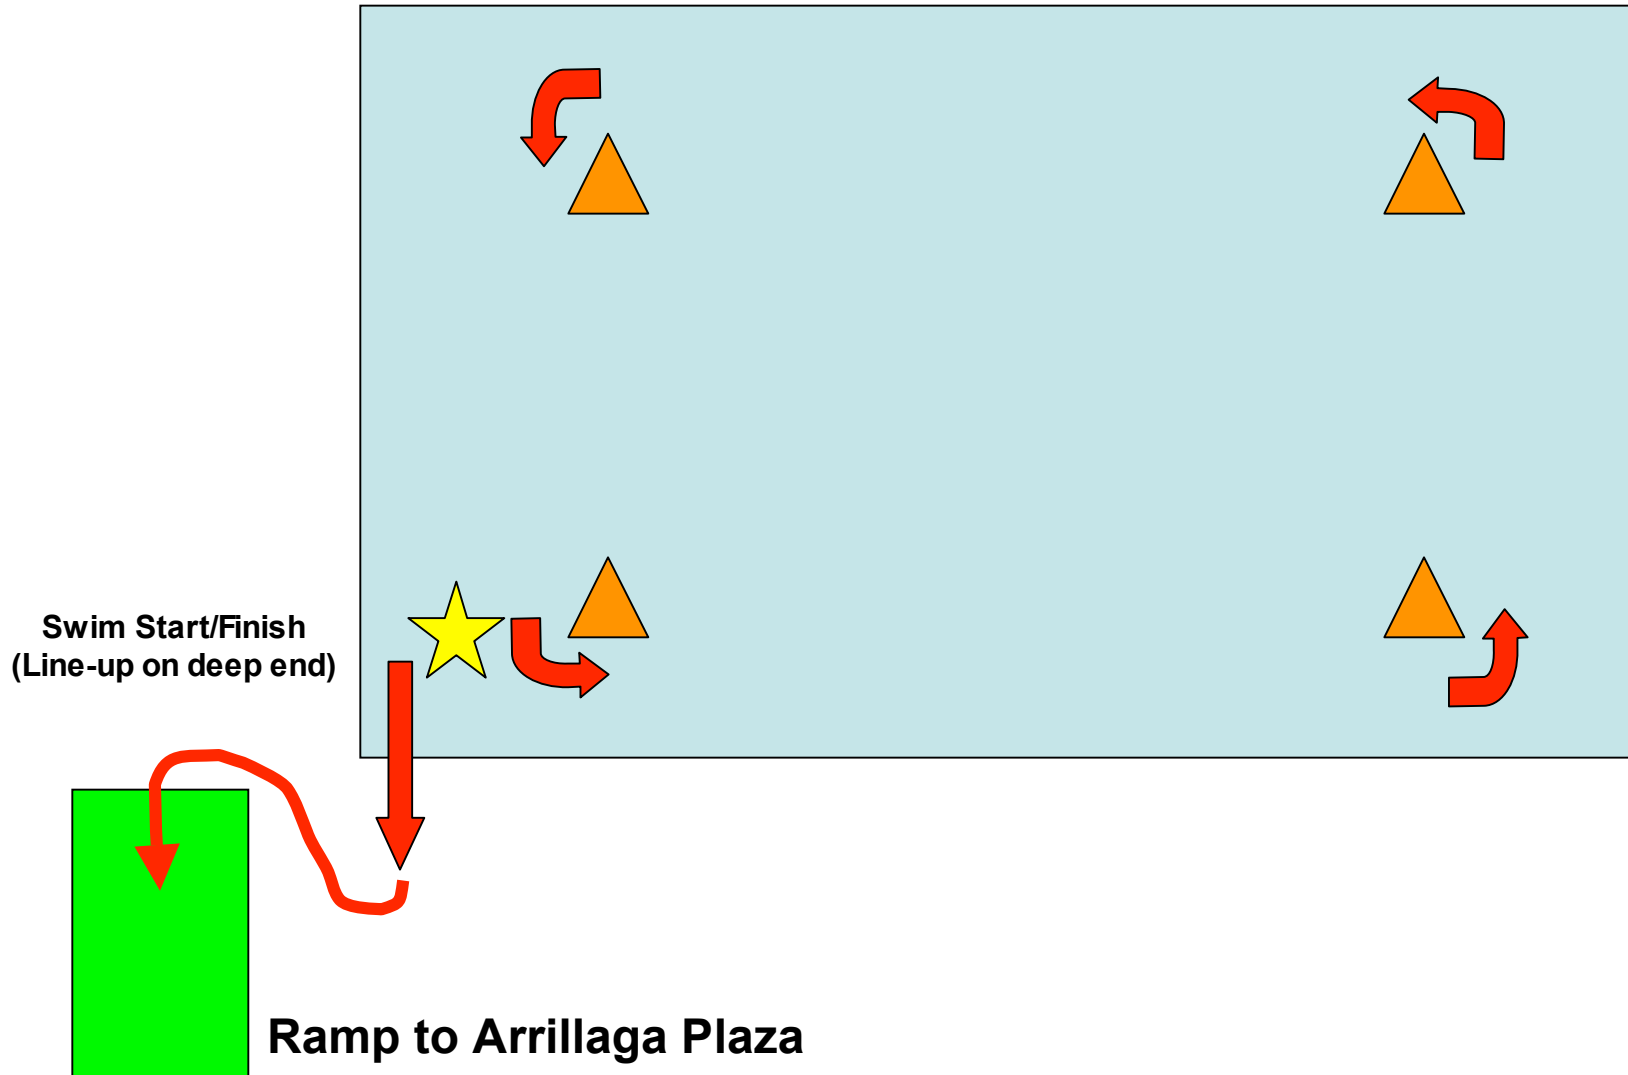 Swim Start/Finish
(Line-up on deep end)
Ramp to Arrillaga Plaza